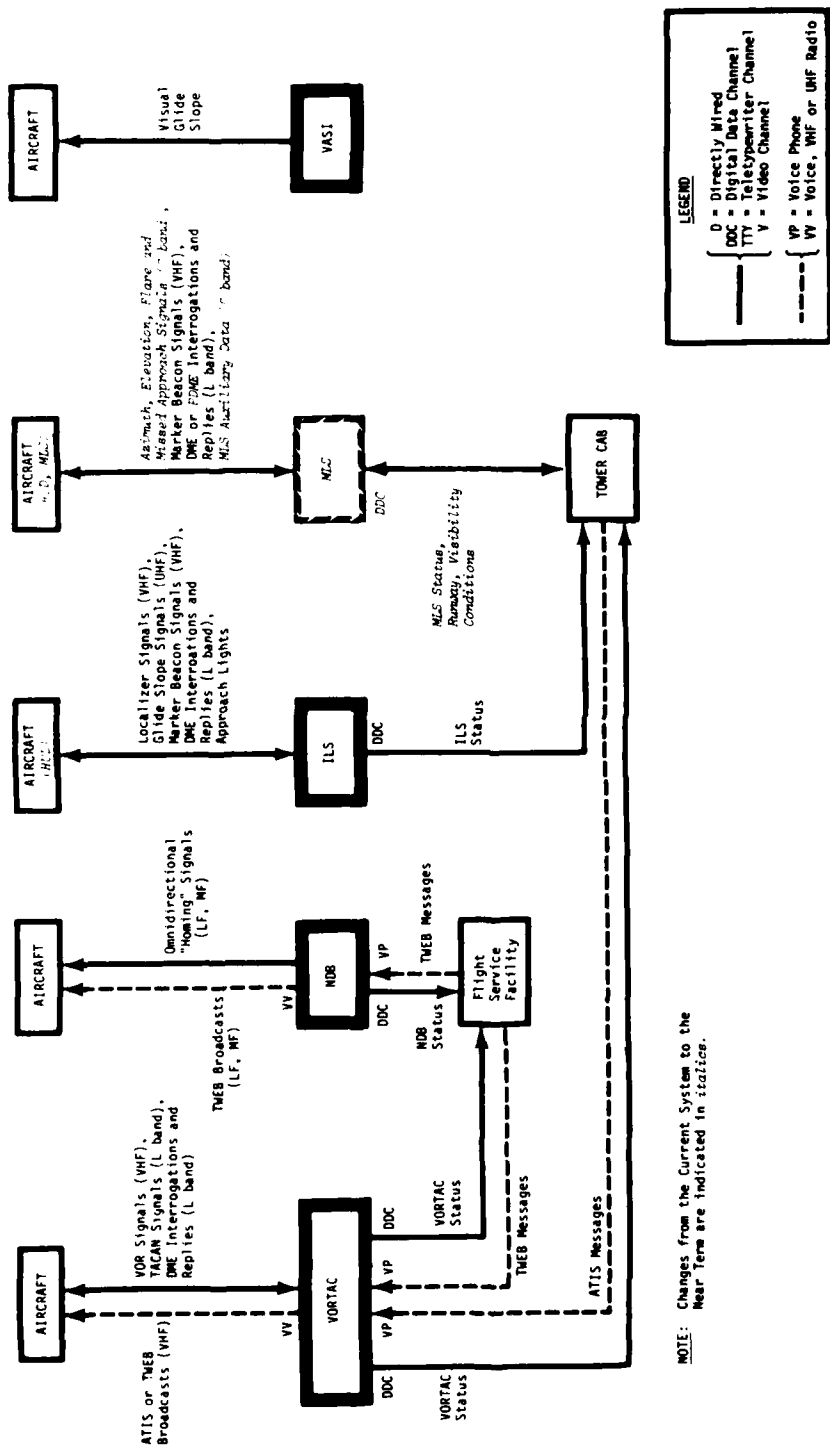 AIRCRAFT
ATIS or TWEB
Broadcasts (VHF)
VOR Signals (VHF),
TACAN Signals (L band),
DME Interrogations and
Replies (L band)
VV
VORTAC
DDC
VORTAC
Status
VP
VP
DDC
VORTAC
Status
TWEB Messages
ATIS Messages
AIRCRAFT
TWEB Broadcasts
(LF, MF)
Omnidirectional
"Homing" Signals
(LF, MF)
VV
NDB
DDC
NDB
Status
VP
TWEB Messages
Flight
Service
Facility
AIRCRAFT
Localizer Signals (VHF),
Glide Slope Signals (UHF),
Marker Beacon Signals (VHF),
DME Interroations and
Replies (L band),
Approach Lights
ILS
DDC
ILS
Status
AIRCRAFT
Azimuth, Elevation, Flare and
Missed Approach Signals band),
Marker Beacon Signals (VHF),
DME or PDME Interrogations and
Replies (L band),
MLS Auxiliary Data band)
MLS
DDC
MLS Status,
Runway, Visibility
Conditions
TOWER CAB
AIRCRAFT
Visual
Glide
Slope
VASI
LEGEND
D = Directly Wired
DDC = Digital Data Channel
TTY = Teletypewriter Channel
V = Video Channel
VP = Voice Phone
VV = Voice, VHF or UHF Radio
NOTE: Changes from the Current System to the
Near Term are indicated in italics.